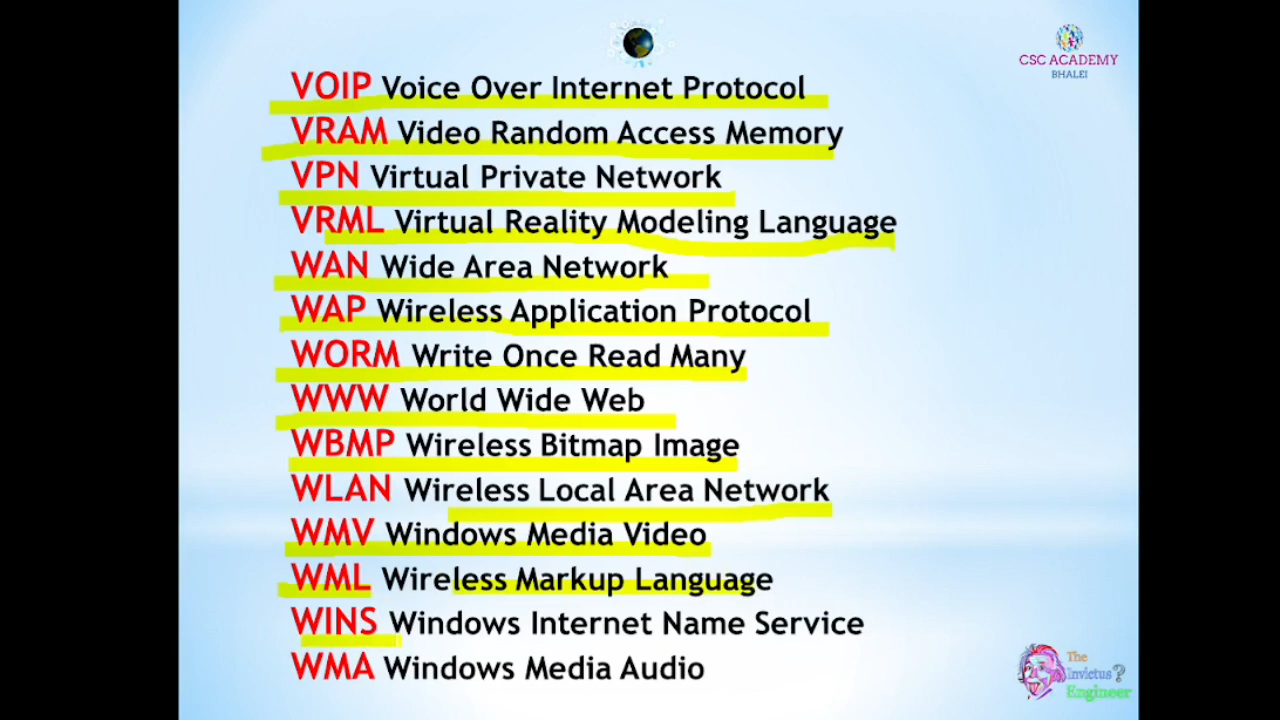 CSC ACADEMY
BHALEI
VOIP Voice Over Internet Protocol
VRAM Video Random Access Memory
VPN Virtual Private Network
VRML Virtual Reality Modeling Language
WAN Wide Area Network
WAP Wireless Application Protocol
WORM Write Once Read Many
WWW World Wide Web
WBMP Wireless Bitmap Image
WLAN Wireless Local Area Network
WMV Windows Media Video
WML Wireless Markup Language
WINS Windows Internet Name Service
WMA Windows Media Audio
The
Invictus?
Engineer